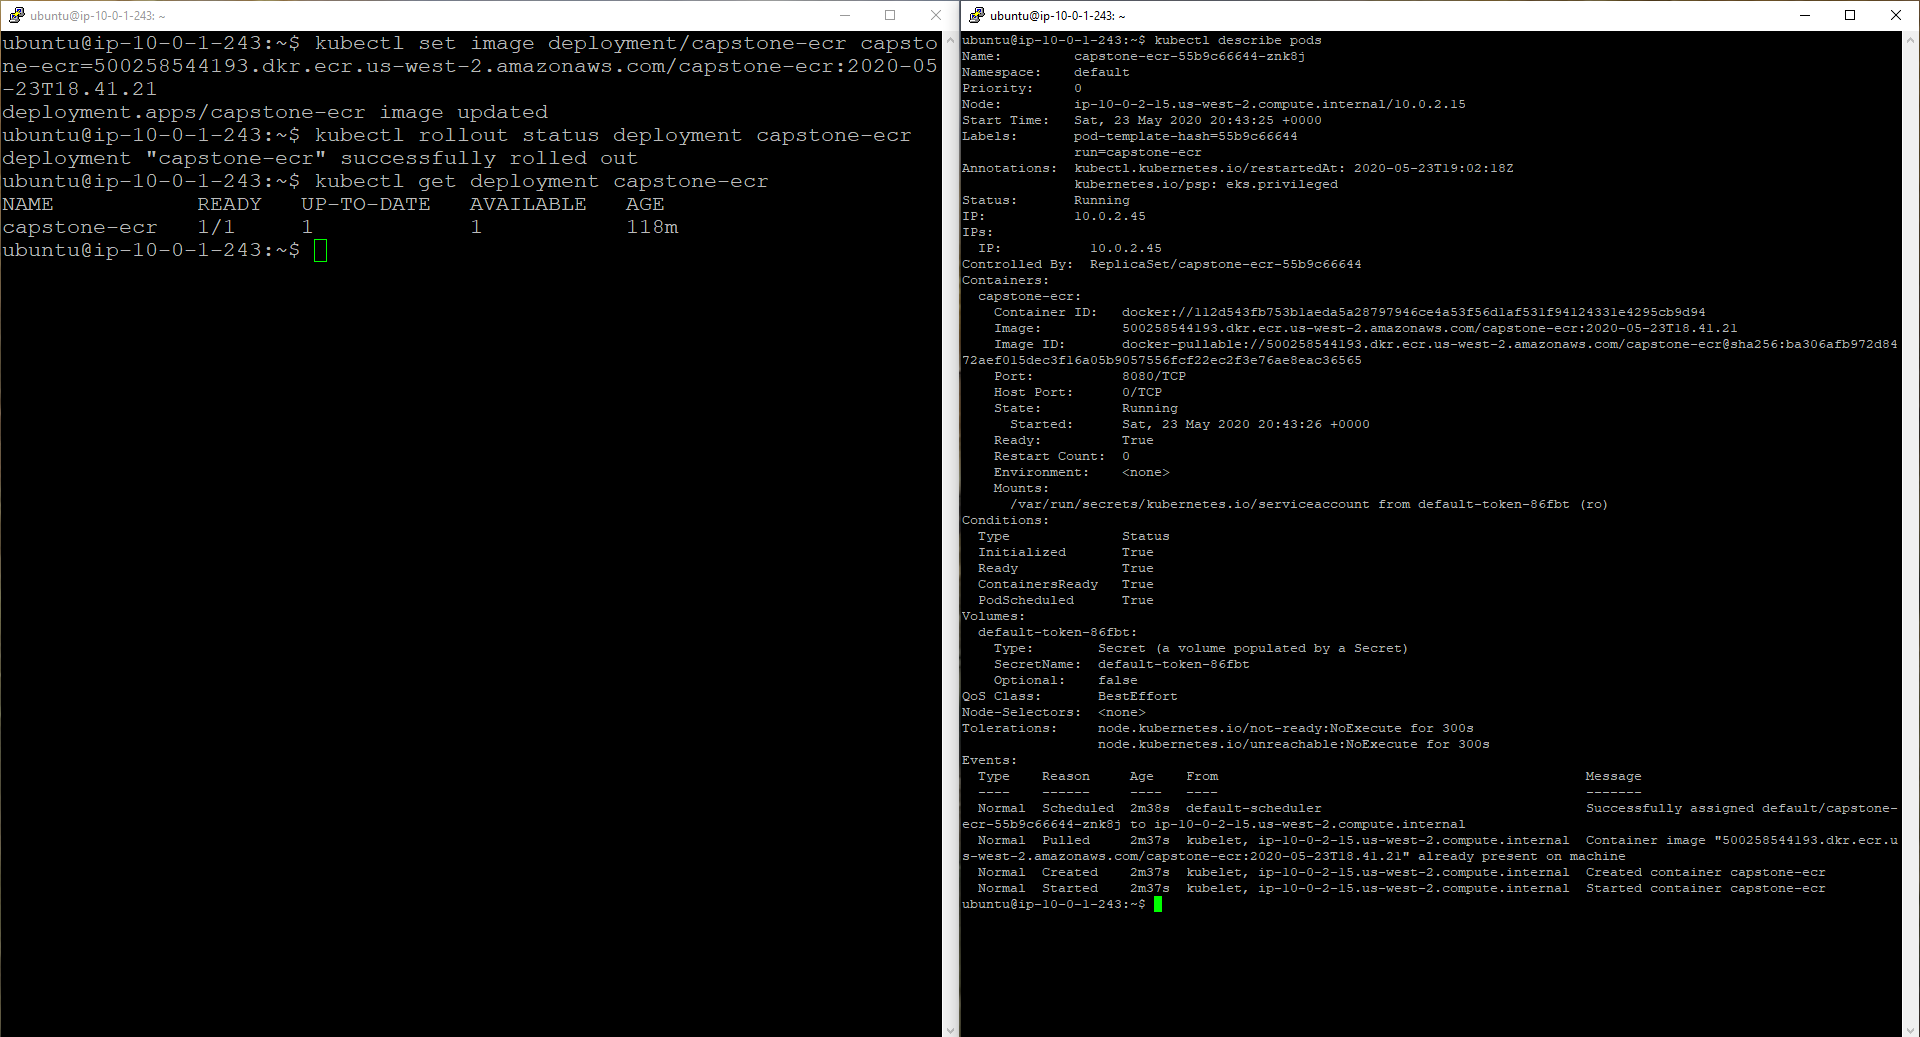 ubuntu@ip-10-0-1-243: ~
ubuntu@ip-10-0-1-243:~$ kubectl set image deployment/capstone-ecr capsto
ne-ecr=500258544193.dkr.ecr.us-west-2.amazonaws.com/capstone-ecr:2020-05
-23T18.41.21
deployment.apps/capstone-ecr image updated
ubuntu@ip-10-0-1-243:~$ kubectl rollout status deployment capstone-ecr
deployment "capstone-ecr" successfully rolled out
ubuntu@ip-10-0-1-243:~$ kubectl get deployment capstone-ecr
NAME           READY   UP-TO-DATE   AVAILABLE   AGE
capstone-ecr   1/1     1            1           118m
ubuntu@ip-10-0-1-243:~$
ubuntu@ip-10-0-1-243: ~
ubuntu@ip-10-0-1-243:~$ kubectl describe pods
Name:         capstone-ecr-55b9c66644-znk8j
Namespace:    default
Priority:     0
Node:         ip-10-0-2-15.us-west-2.compute.internal/10.0.2.15
Start Time:   Sat, 23 May 2020 20:43:25 +0000
Labels:       pod-template-hash=55b9c66644
              run=capstone-ecr
Annotations:  kubectl.kubernetes.io/restartedAt: 2020-05-23T19:02:18Z
              kubernetes.io/psp: eks.privileged
Status:       Running
IP:           10.0.2.45
IPs:
  IP:           10.0.2.45
Controlled By:  ReplicaSet/capstone-ecr-55b9c66644
Containers:
  capstone-ecr:
    Container ID:   docker://112d543fb753b1aeda5a28797946ce4a53f56d1af531f94124331e4295cb9d94
    Image:          500258544193.dkr.ecr.us-west-2.amazonaws.com/capstone-ecr:2020-05-23T18.41.21
    Image ID:       docker-pullable://500258544193.dkr.ecr.us-west-2.amazonaws.com/capstone-ecr@sha256:ba306afb972d84
72aef015dec3f16a05b9057556fcf22ec2f3e76ae8eac36565
    Port:           8080/TCP
    Host Port:      0/TCP
    State:          Running
      Started:      Sat, 23 May 2020 20:43:26 +0000
    Ready:          True
    Restart Count:  0
    Environment:    <none>
    Mounts:
      /var/run/secrets/kubernetes.io/serviceaccount from default-token-86fbt (ro)
Conditions:
  Type              Status
  Initialized       True
  Ready             True
  ContainersReady   True
  PodScheduled      True
Volumes:
  default-token-86fbt:
    Type:        Secret (a volume populated by a Secret)
    SecretName:  default-token-86fbt
    Optional:    false
QoS Class:       BestEffort
Node-Selectors:  <none>
Tolerations:     node.kubernetes.io/not-ready:NoExecute for 300s
                 node.kubernetes.io/unreachable:NoExecute for 300s
Events:
  Type    Reason     Age    From                                              Message
  ----    ------     ----   ----                                              -------
  Normal  Scheduled  2m38s  default-scheduler                                 Successfully assigned default/capstone-
ecr-55b9c66644-znk8j to ip-10-0-2-15.us-west-2.compute.internal
  Normal  Pulled     2m37s  kubelet, ip-10-0-2-15.us-west-2.compute.internal  Container image "500258544193.dkr.ecr.u
s-west-2.amazonaws.com/capstone-ecr:2020-05-23T18.41.21" already present on machine
  Normal  Created    2m37s  kubelet, ip-10-0-2-15.us-west-2.compute.internal  Created container capstone-ecr
  Normal  Started    2m37s  kubelet, ip-10-0-2-15.us-west-2.compute.internal  Started container capstone-ecr
ubuntu@ip-10-0-1-243:~$